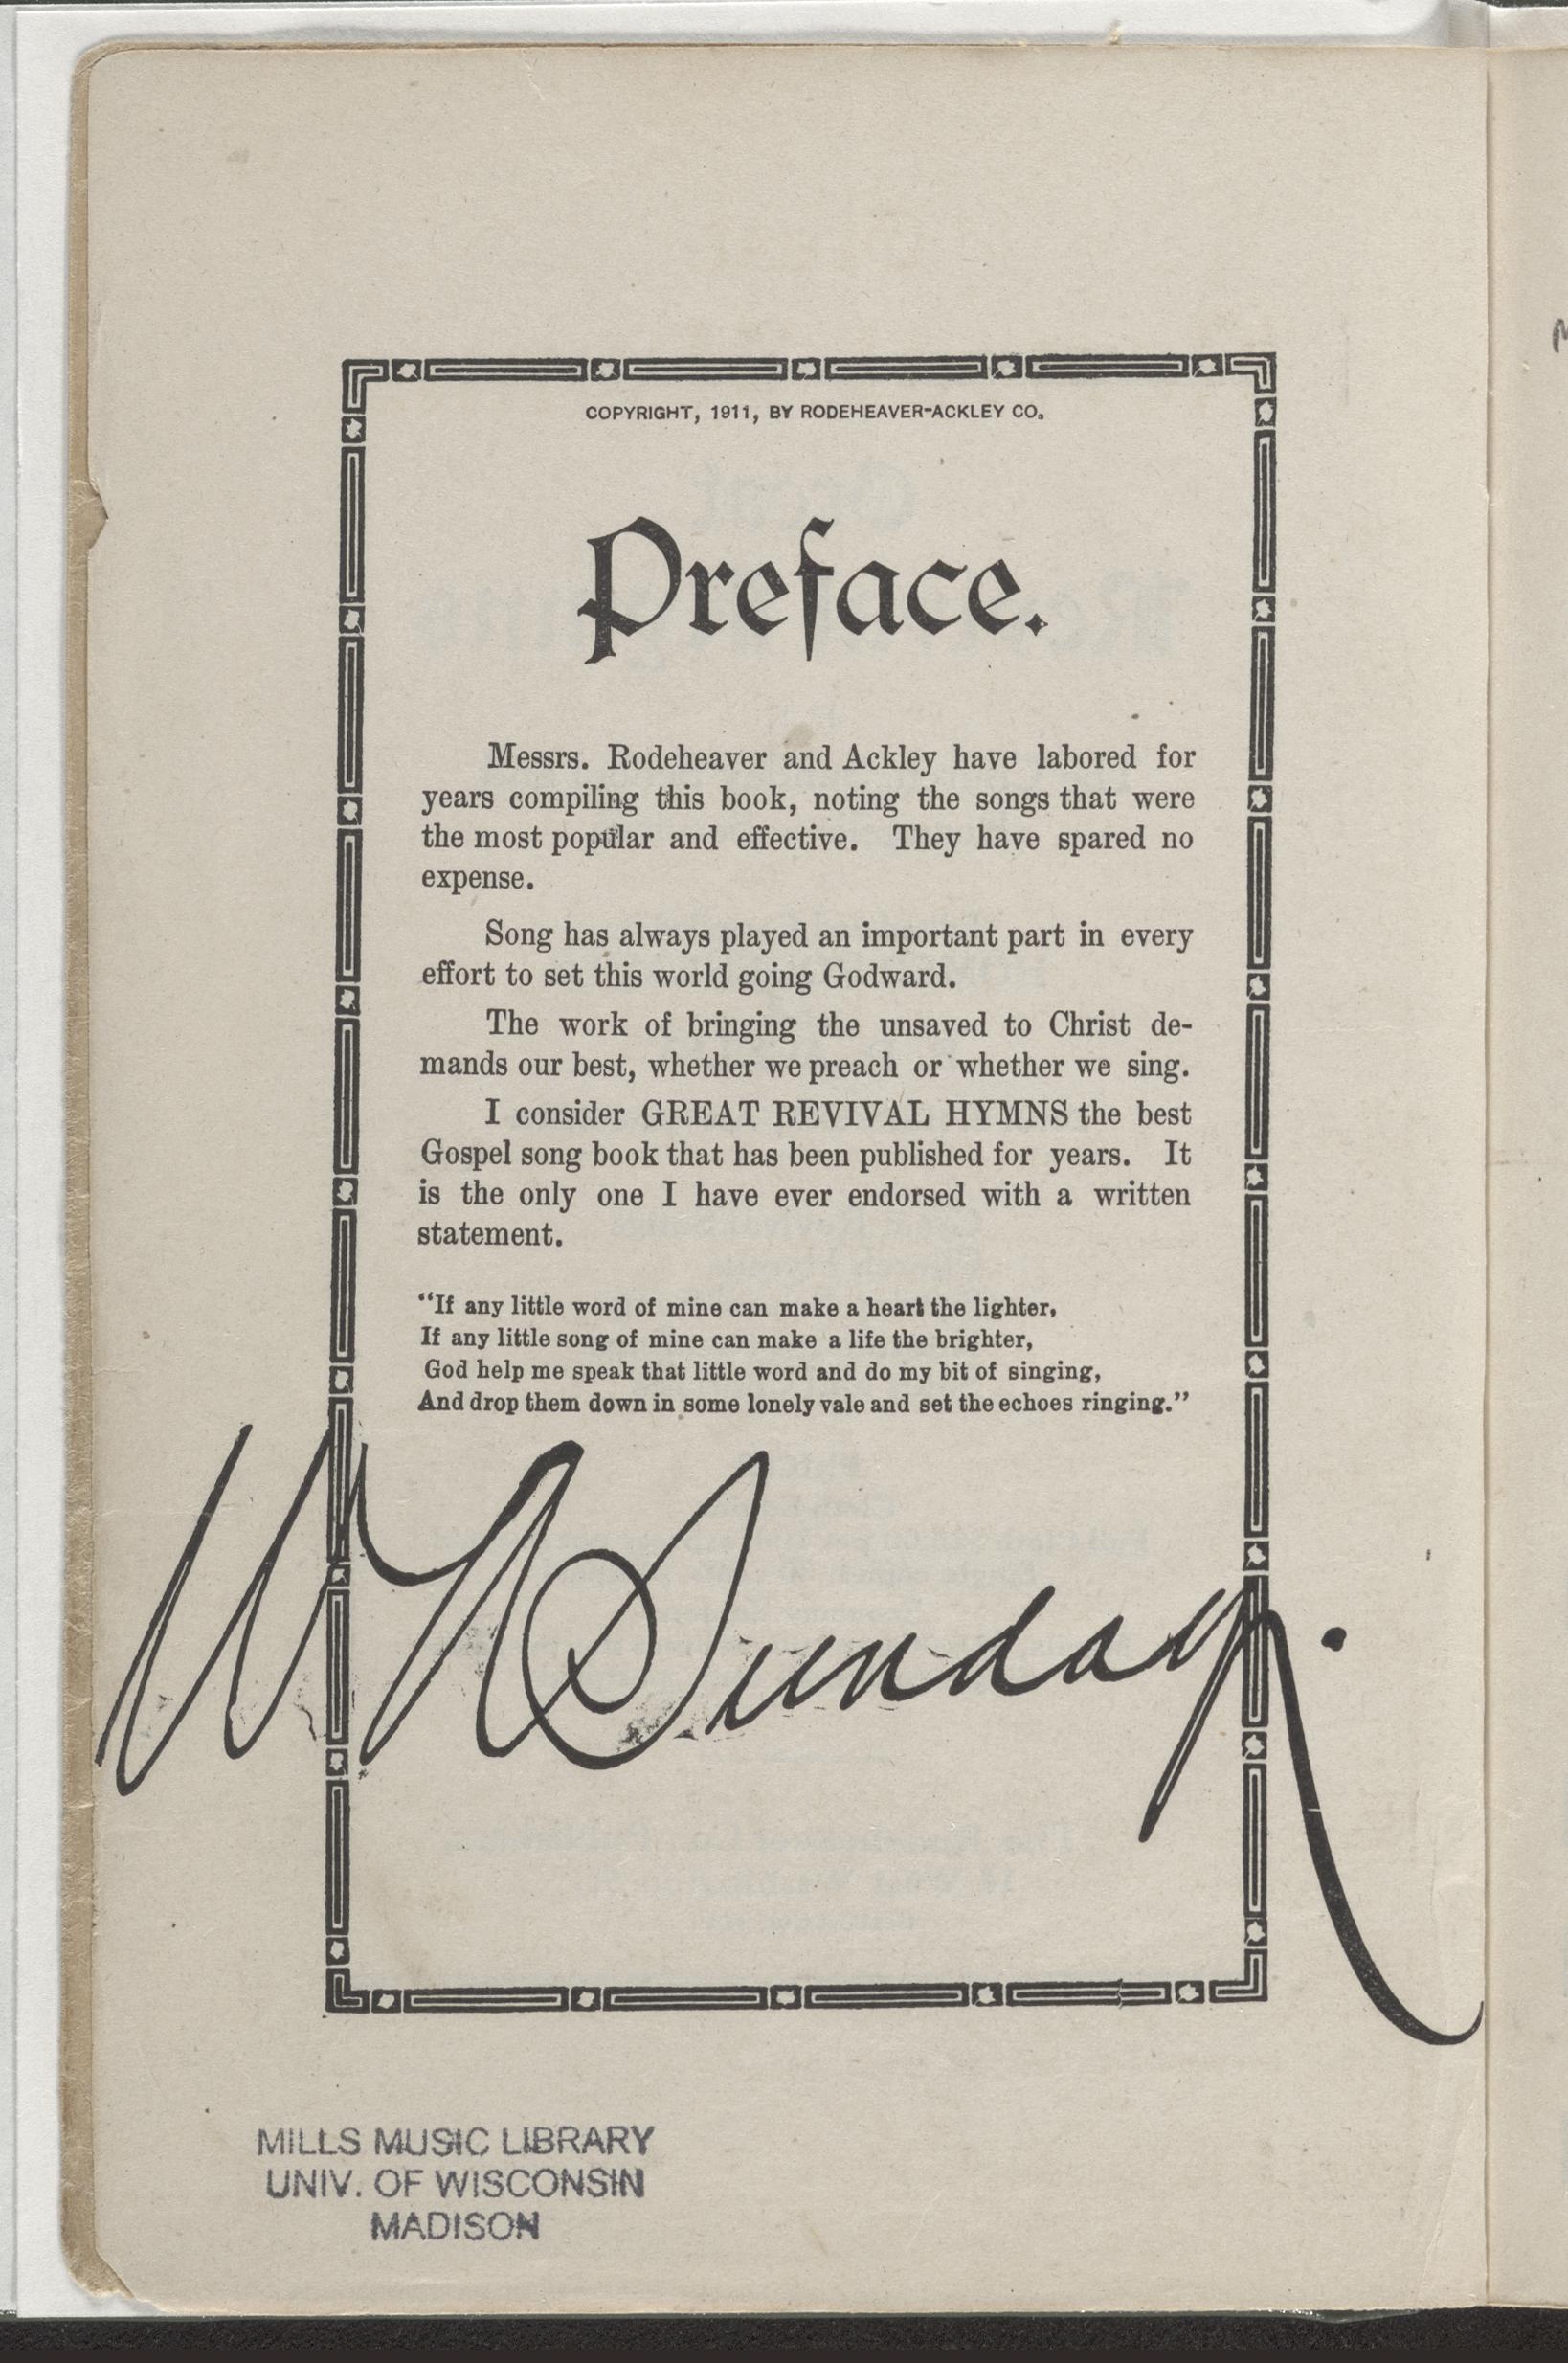 COPYRIGHT, 1911, BY RODEHEAVER-ACKLEY CO.
Preface.
Messrs. Rodeheaver and Ackley have labored for
years compiling this book, noting the songs that were
the most popular and effective. They have spared no
expense.
Song has always played an important part in every
effort to set this world going Godward.
The work of bringing the unsaved to Christ de-
mands our best, whether we preach or whether we sing.
I consider GREAT REVIVAL HYMNS the best
Gospel song book that has been published for years. It
is the only one I have ever endorsed with a written
statement.
“If any little word of mine can make a heart the lighter,
If any little song of mine can make a life the brighter,
God help me speak that little word and do my bit of singing,
And drop them down in some lonely vale and set the echoes ringing.”
W A Sunday.
MILLS MUSIC LIBRARY
UNIV. OF WISCONSIN
MADISON